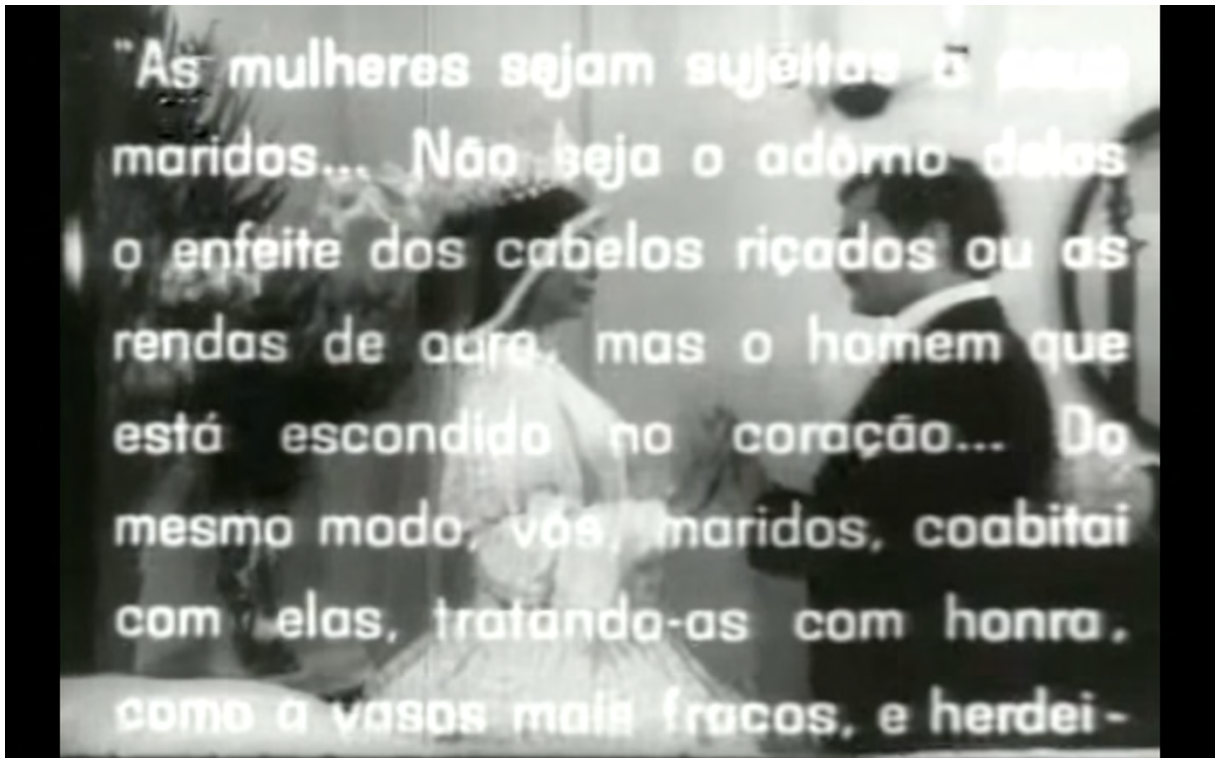 "As mulheres sejam sujeitas a seus
maridos... Não seja o adôrno delas
o enfeite dos cabelos riçados ou as
rendas de ouro, mas o homem que
está escondido no coração... Do
mesmo modo, vós, maridos, coabitai
com elas, tratando-as com honra,
como a vasos mais fracos, e herdei-